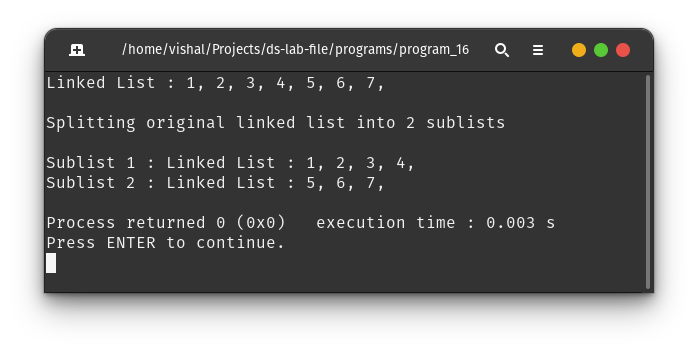 /home/vishal/Projects/ds-lab-file/programs/program_16
Linked List : 1, 2, 3, 4, 5, 6, 7,
Splitting original linked list into 2 sublists
Sublist 1 : Linked List : 1, 2, 3, 4,
Sublist 2 : Linked List : 5, 6, 7,
Process returned 0 (0x0)   execution time : 0.003 s
Press ENTER to continue.